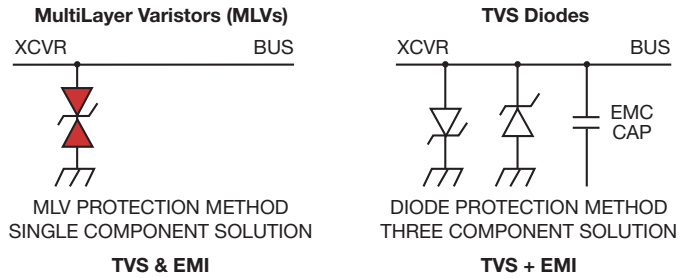 MultiLayer Varistors (MLVs)
XCVR BUS
MLV PROTECTION METHOD
SINGLE COMPONENT SOLUTION
TVS & EMI
TVS Diodes
XCVR BUS
EMC
CAP
DIODE PROTECTION METHOD
THREE COMPONENT SOLUTION
TVS + EMI